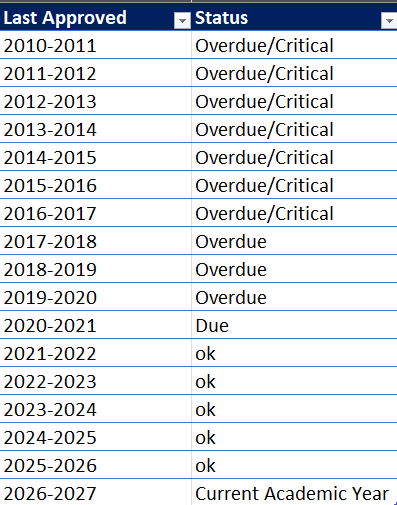 Last Approved Status
2010-2011 Overdue/Critical
2011-2012 Overdue/Critical
2012-2013 Overdue/Critical
2013-2014 Overdue/Critical
2014-2015 Overdue/Critical
2015-2016 Overdue/Critical
2016-2017 Overdue/Critical
2017-2018 Overdue
2018-2019 Overdue
2019-2020 Overdue
2020-2021 Due
2021-2022 ok
2022-2023 ok
2023-2024 ok
2024-2025 ok
2025-2026 ok
2026-2027 Current Academic Year